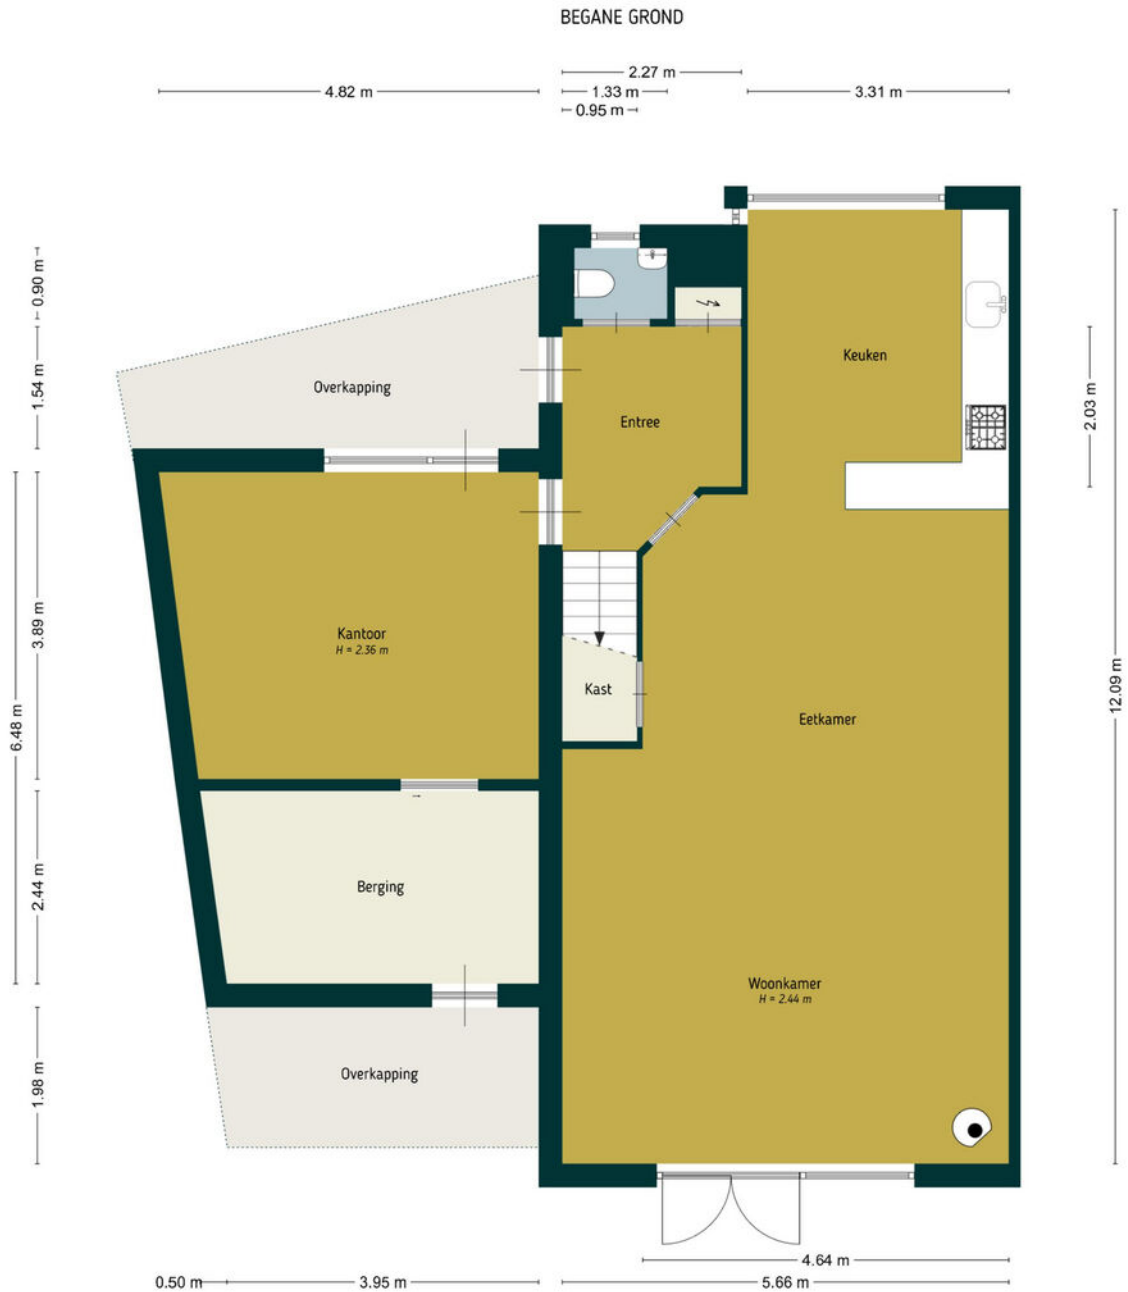 BEGANE GROND
2.27 m
4.82 m
1.33 m
3.31 m
0.95 m
0.90 m
1.54 m
Overkapping
Keuken
2.03 m
Entree
3.89 m
Kantoor
H = 2.36 m
6.48 m
Kast
12.09 m
Eetkamer
2.44 m
Berging
Woonkamer
H = 2.44 m
1.98 m
Overkapping
4.64 m
0.50 m
3.95 m
5.66 m